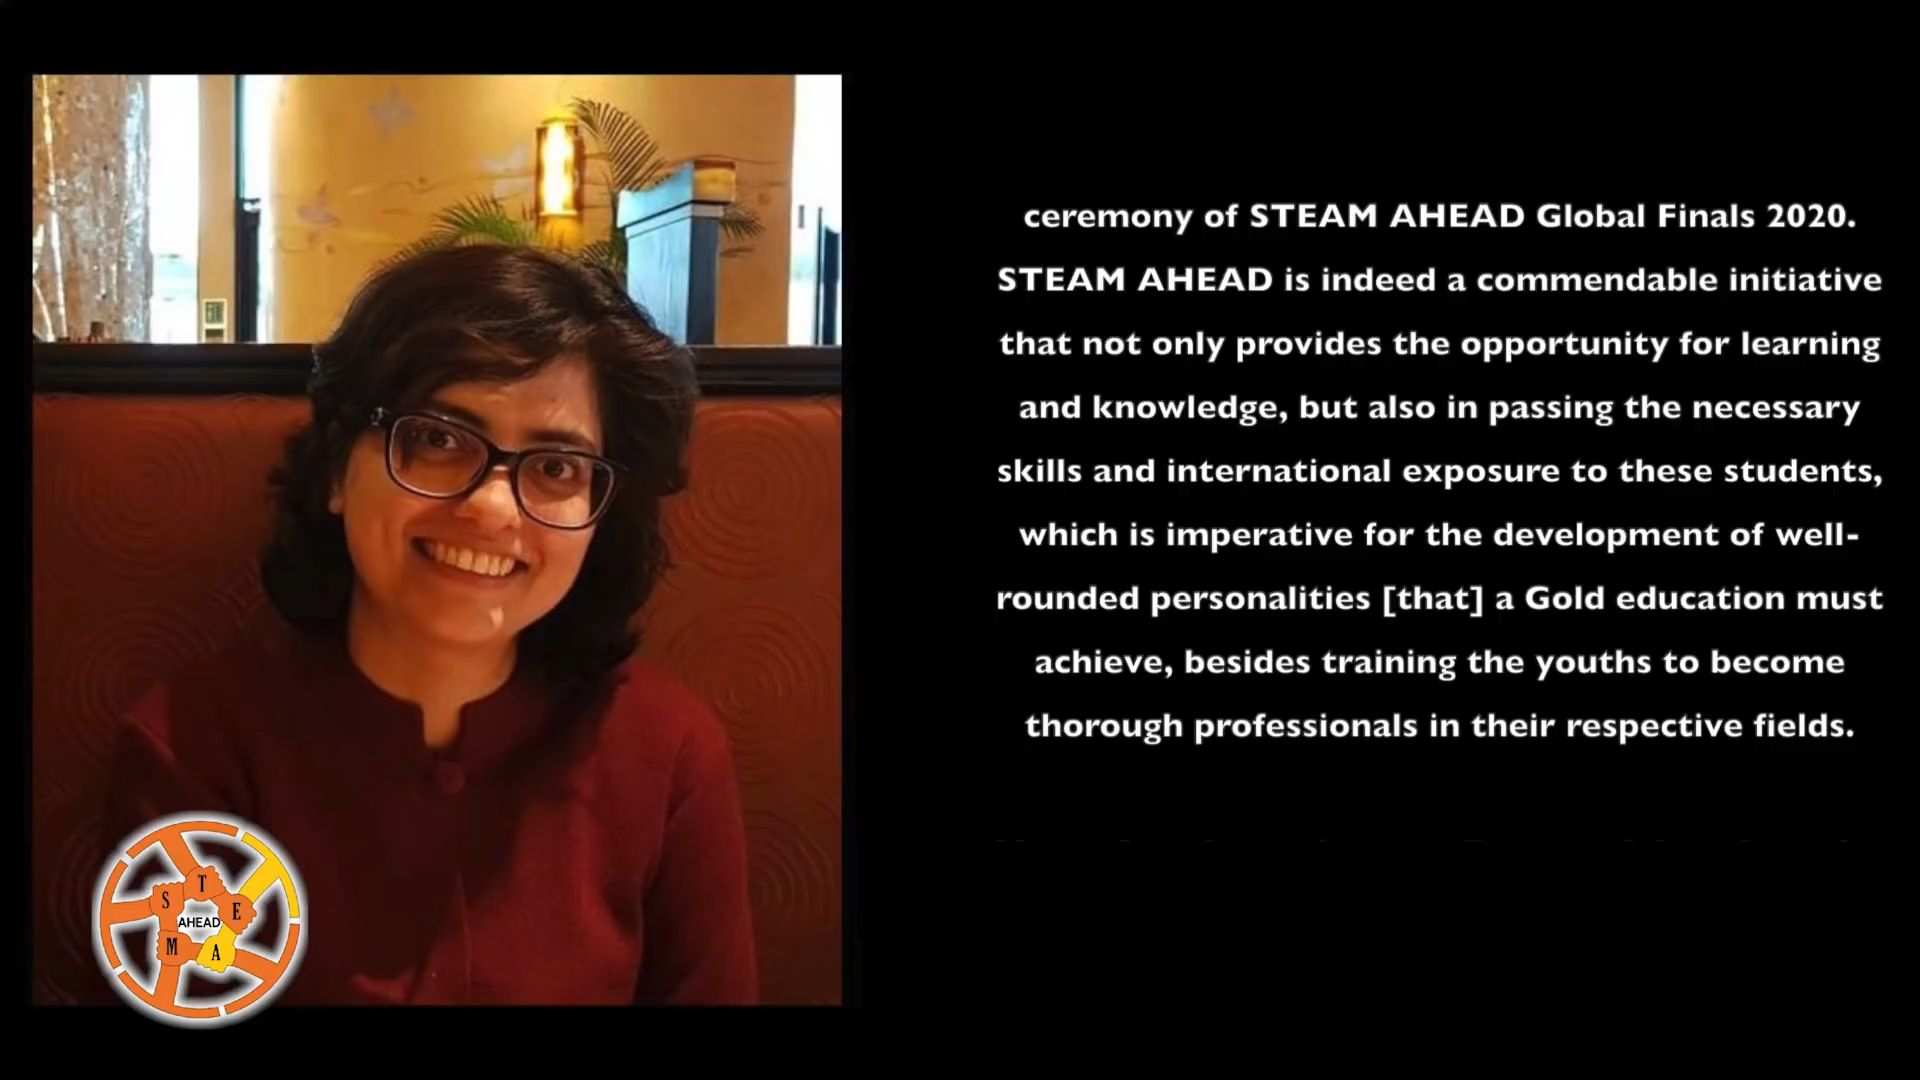 ceremony of STEAM AHEAD Global Finals 2020.
STEAM AHEAD is indeed a commendable initiative
that not only provides the opportunity for learning
and knowledge, but also in passing the necessary
skills and international exposure to these students,
which is imperative for the development of well-
rounded personalities [that] a Gold education must
achieve, besides training the youths to become
thorough professionals in their respective fields.
S T E A M
AHEAD